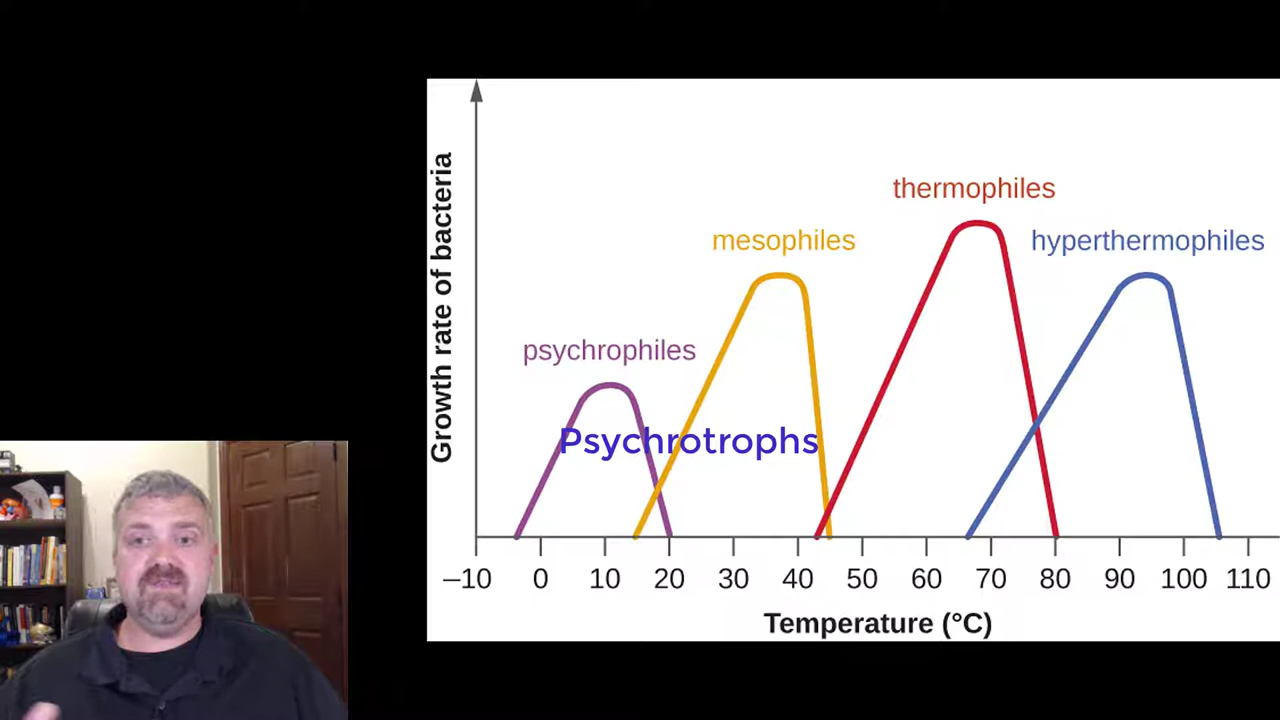 thermophiles
mesophiles
hyperthermophiles
psychrophiles
Psychrotrophs
Growth rate of bacteria
–10 0 10 20 30 40 50 60 70 80 90 100 110
Temperature (°C)